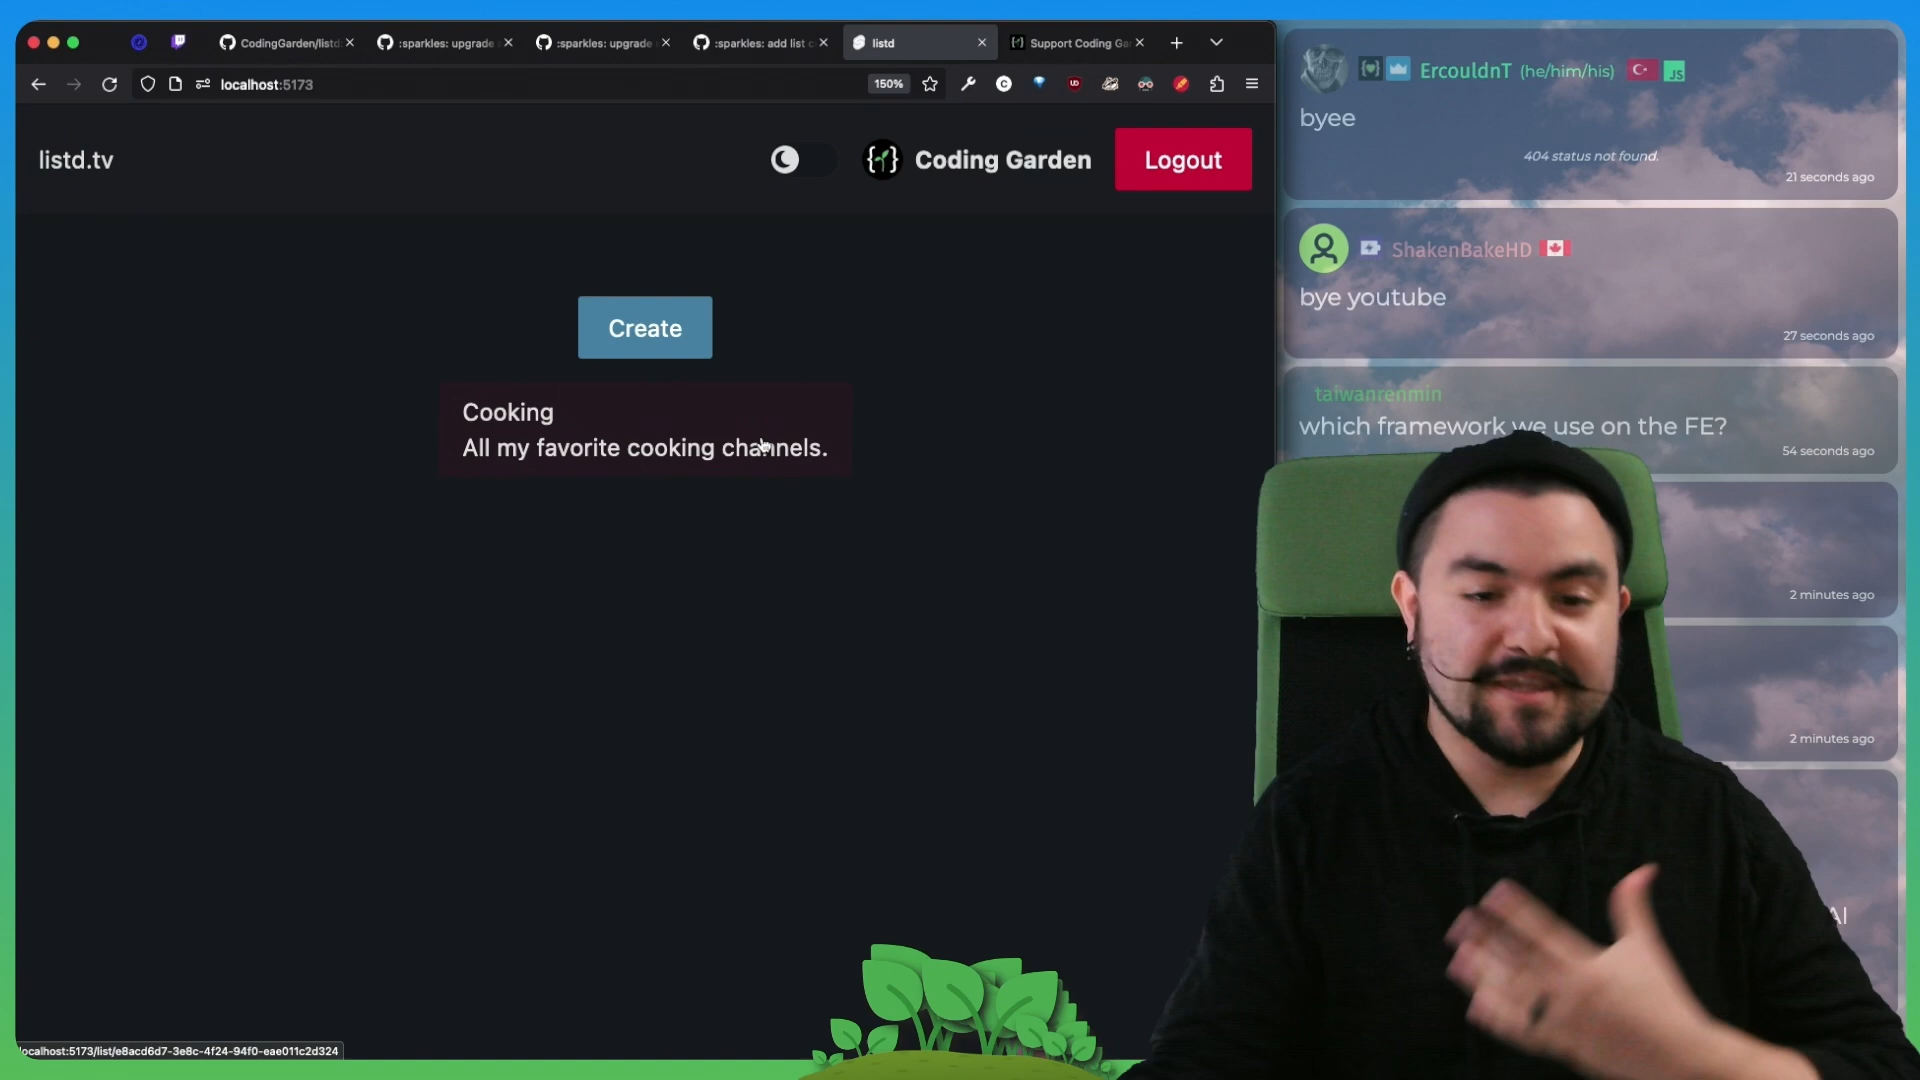 CodingGarden/listd
:sparkles: upgrade
:sparkles: upgrade
:sparkles: add list
listd
Support Coding Ga
localhost:5173
150%
listd.tv
Coding Garden
Logout
Create
Cooking
All my favorite cooking channels.
localhost:5173/list/e8acd6d7-3e8c-4f24-94f0-eae011c2d324
ErcouldnT (he/him/his)
JS
byee
404 status not found.
21 seconds ago
ShakenBakeHD
bye youtube
27 seconds ago
taiwanrenmin
which framework we use on the FE?
54 seconds ago
2 minutes ago
2 minutes ago
AI